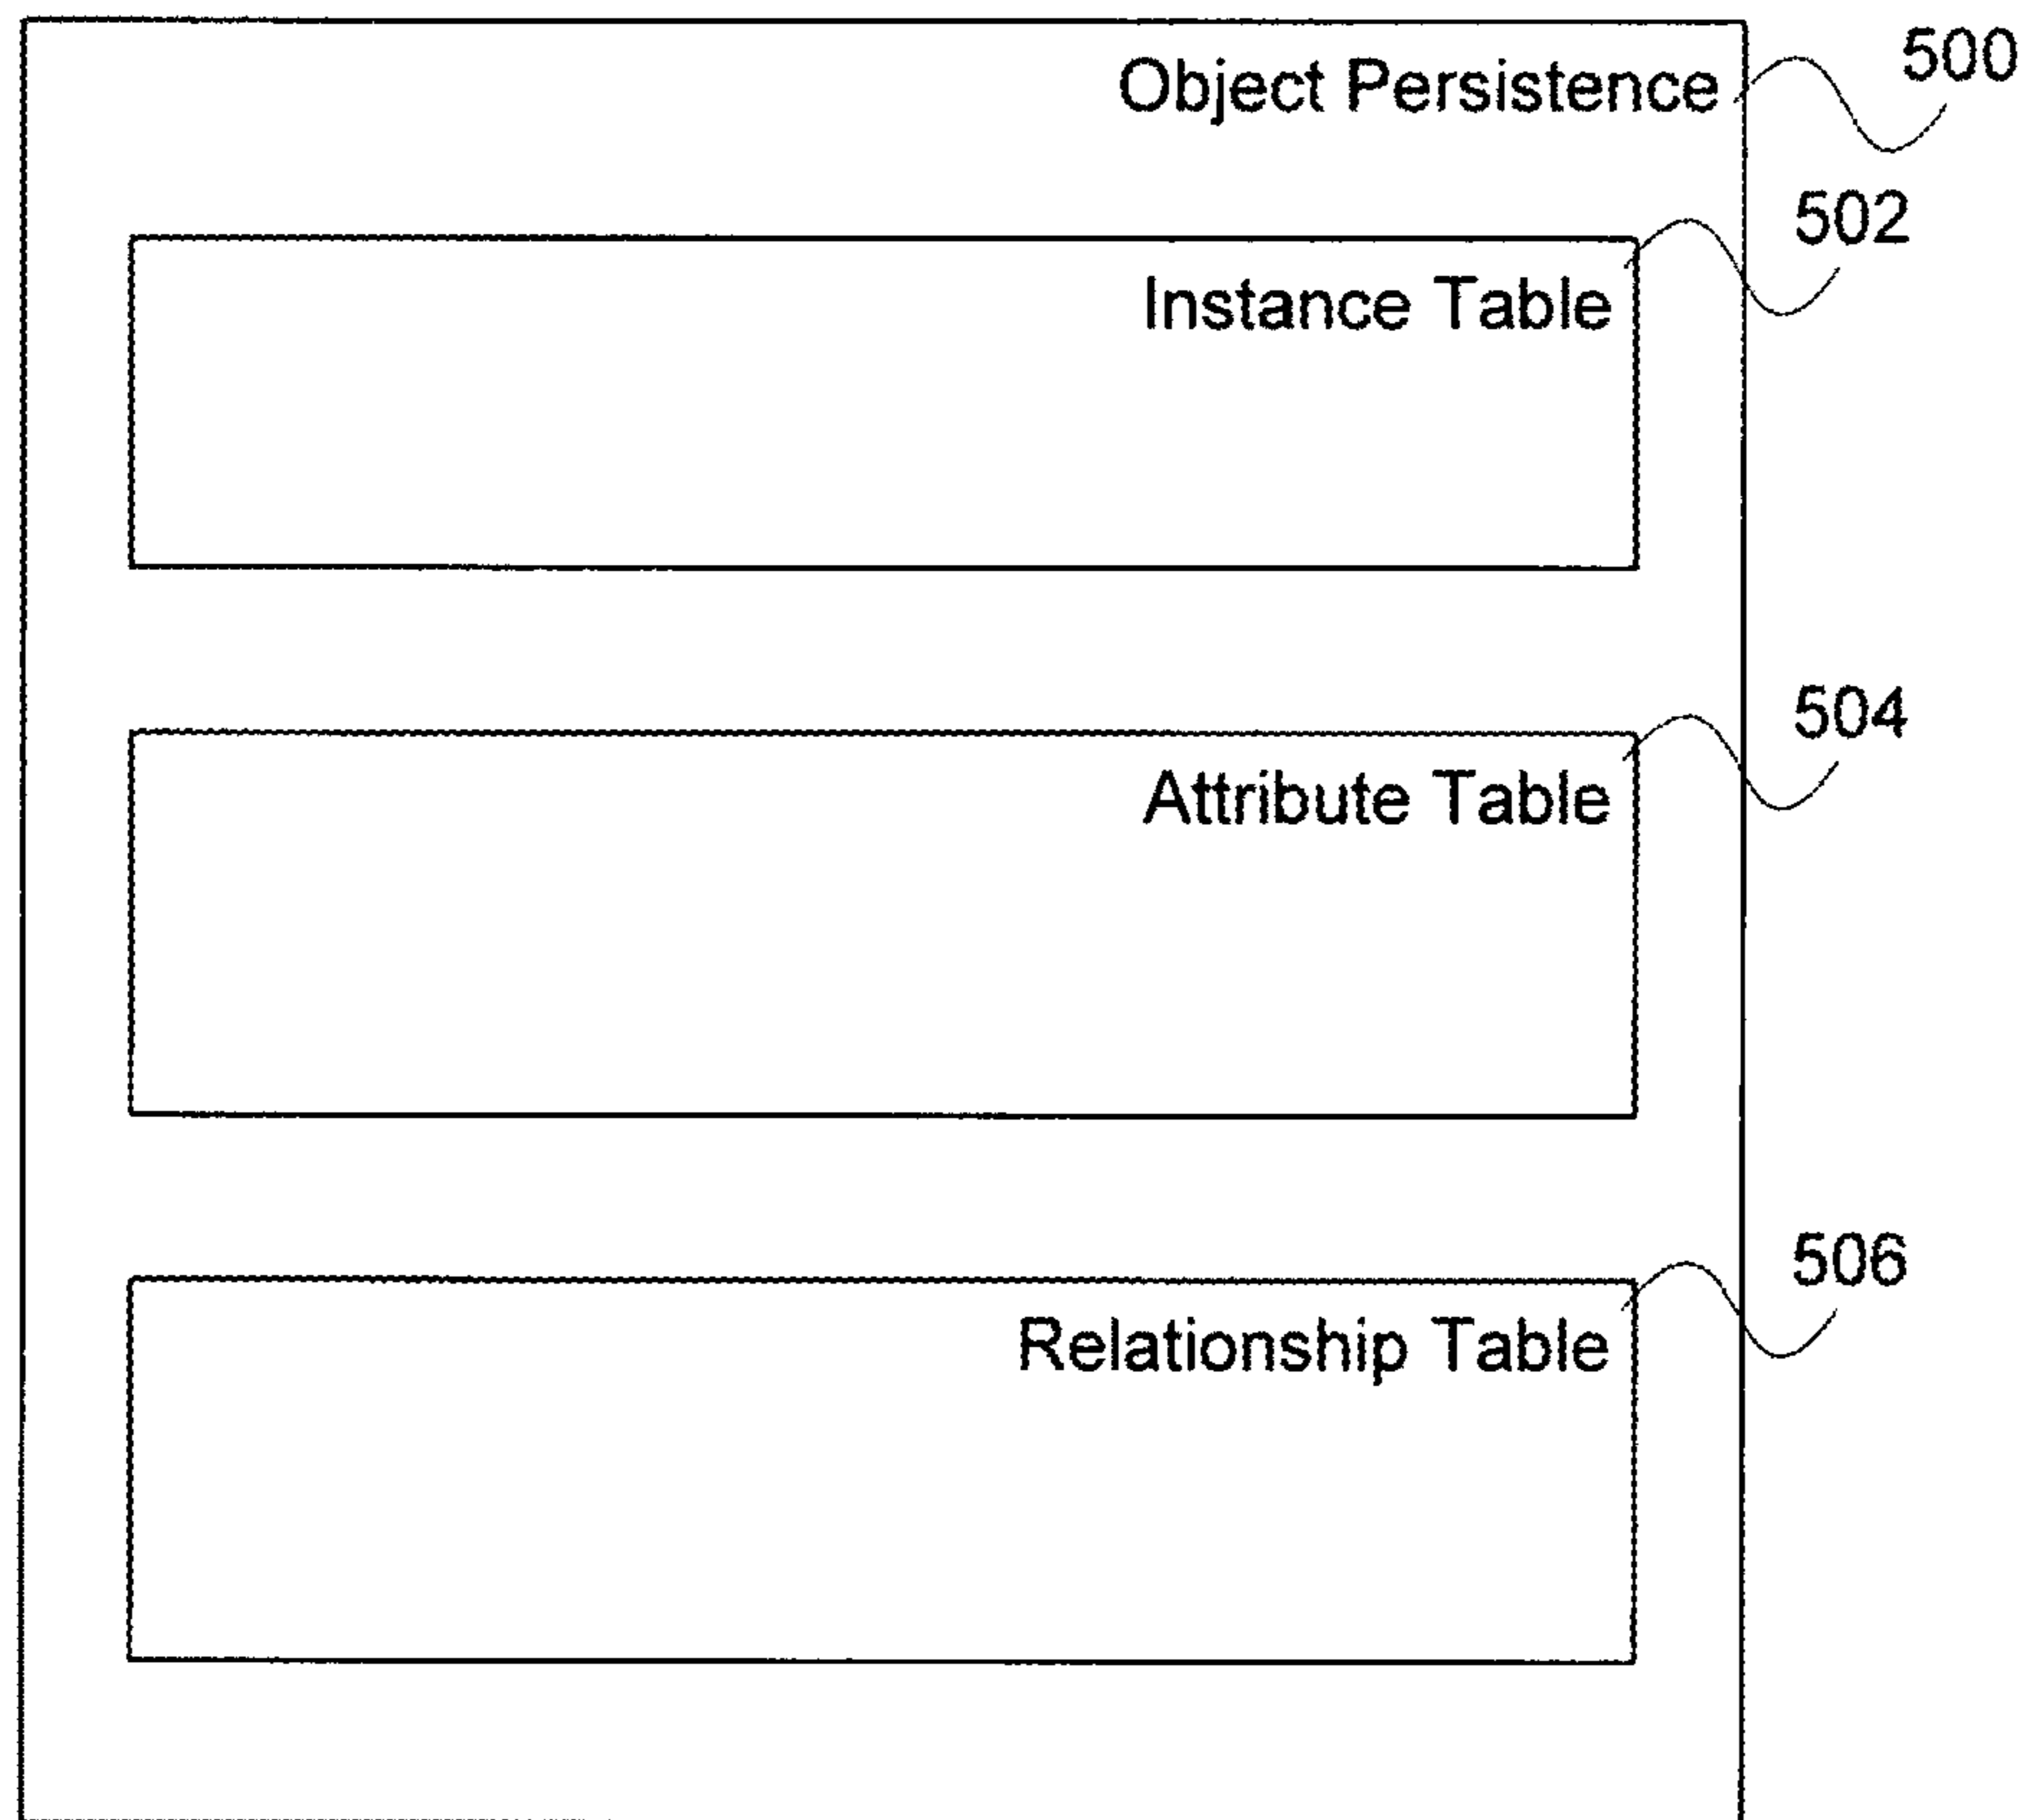 Object Persistence
500
502
Instance Table
504
Attribute Table
506
Relationship Table